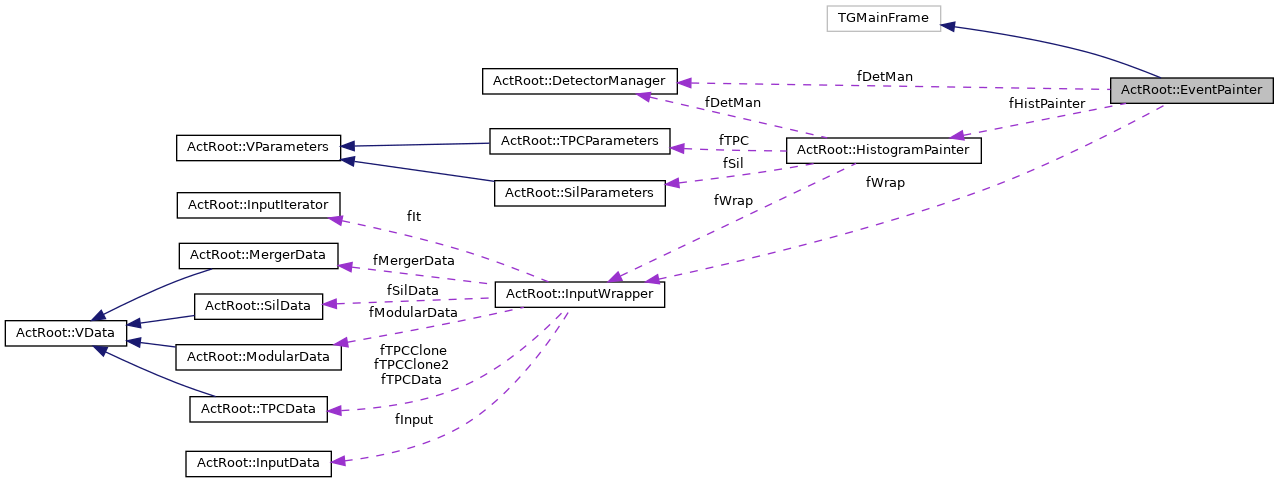 TGMainFrame
ActRoot::EventPainter
ActRoot::DetectorManager
fDetMan
fDetMan
fHistPainter
ActRoot::VParameters
ActRoot::TPCParameters
fTPC
ActRoot::HistogramPainter
fSil
ActRoot::SilParameters
fWrap
fWrap
ActRoot::InputIterator
fIt
ActRoot::MergerData
fMergerData
ActRoot::InputWrapper
fSilData
ActRoot::SilData
fModularData
ActRoot::VData
ActRoot::ModularData
fTPCClone
fTPCClone2
fTPCData
ActRoot::TPCData
fInput
ActRoot::InputData